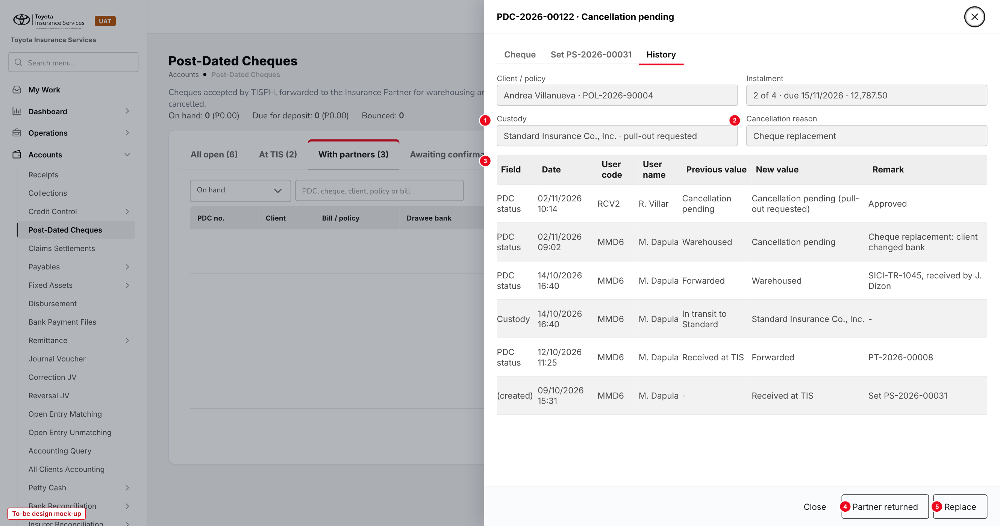 Toyota
Insurance Services
UAT
Toyota Insurance Services
Search menu...
My Work
Dashboard
Operations
Accounts
Receipts
Collections
Credit Control
Post-Dated Cheques
Claims Settlements
Payables
Fixed Assets
Disbursement
Bank Payment Files
Remittance
Journal Voucher
Correction JV
Reversal JV
Open Entry Matching
Open Entry Unmatching
Accounting Query
All Clients Accounting
Petty Cash
Bank Reconciliation
To-be design mock-up
Insurer Reconciliation
Post-Dated Cheques
Accounts • Post-Dated Cheques
Cheques accepted by TISPH, forwarded to the Insurance Partner for warehousing
cancelled.
On hand: 0 (₱0.00) Due for deposit: 0 (₱0.00) Bounced: 0
All open (6) At TIS (2) With partners (3) Awaiting confirma
On hand
PDC, cheque, client, policy or bill
PDC no. Client Bill / policy Drawee bank
PDC-2026-00122 · Cancellation pending
Cheque Set PS-2026-00031 History
Client / policy
Andrea Villanueva · POL-2026-90004
Instalment
2 of 4 · due 15/11/2026 · 12,787.50
1 Custody
Standard Insurance Co., Inc. · pull-out requested
2 Cancellation reason
Cheque replacement
3
Field Date User code User name Previous value New value Remark
PDC status 02/11/2026 10:14 RCV2 R. Villar Cancellation pending Cancellation pending (pull-out requested) Approved
PDC status 02/11/2026 09:02 MMD6 M. Dapula Warehoused Cancellation pending Cheque replacement: client changed bank
PDC status 14/10/2026 16:40 MMD6 M. Dapula Forwarded Warehoused SICI-TR-1045, received by J. Dizon
Custody 14/10/2026 16:40 MMD6 M. Dapula In transit to Standard Standard Insurance Co., Inc. -
PDC status 12/10/2026 11:25 MMD6 M. Dapula Received at TIS Forwarded PT-2026-00008
(created) 09/10/2026 15:31 MMD6 M. Dapula - Received at TIS Set PS-2026-00031
Close 4 Partner returned 5 Replace